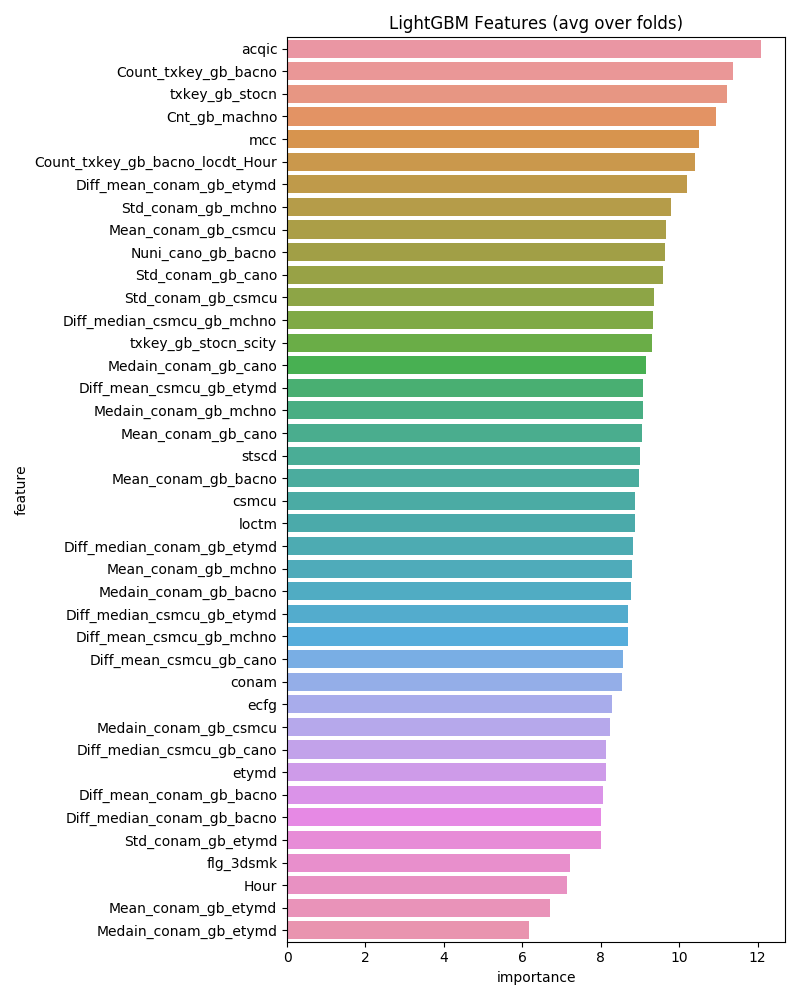 LightGBM Features (avg over folds)
acqic
Count_txkey_gb_bacno
txkey_gb_stocn
Cnt_gb_machno
mcc
Count_txkey_gb_bacno_locdt_Hour
Diff_mean_conam_gb_etymd
Std_conam_gb_mchno
Mean_conam_gb_csmcu
Nuni_cano_gb_bacno
Std_conam_gb_cano
Std_conam_gb_csmcu
Diff_median_csmcu_gb_mchno
txkey_gb_stocn_scity
Medain_conam_gb_cano
Diff_mean_csmcu_gb_etymd
Medain_conam_gb_mchno
Mean_conam_gb_cano
stscd
Mean_conam_gb_bacno
csmcu
loctm
Diff_median_conam_gb_etymd
Mean_conam_gb_mchno
Medain_conam_gb_bacno
Diff_median_csmcu_gb_etymd
Diff_mean_csmcu_gb_mchno
Diff_mean_csmcu_gb_cano
conam
ecfg
Medain_conam_gb_csmcu
Diff_median_csmcu_gb_cano
etymd
Diff_mean_conam_gb_bacno
Diff_median_conam_gb_bacno
Std_conam_gb_etymd
flg_3dsmk
Hour
Mean_conam_gb_etymd
Medain_conam_gb_etymd
feature
0 2 4 6 8 10 12
importance